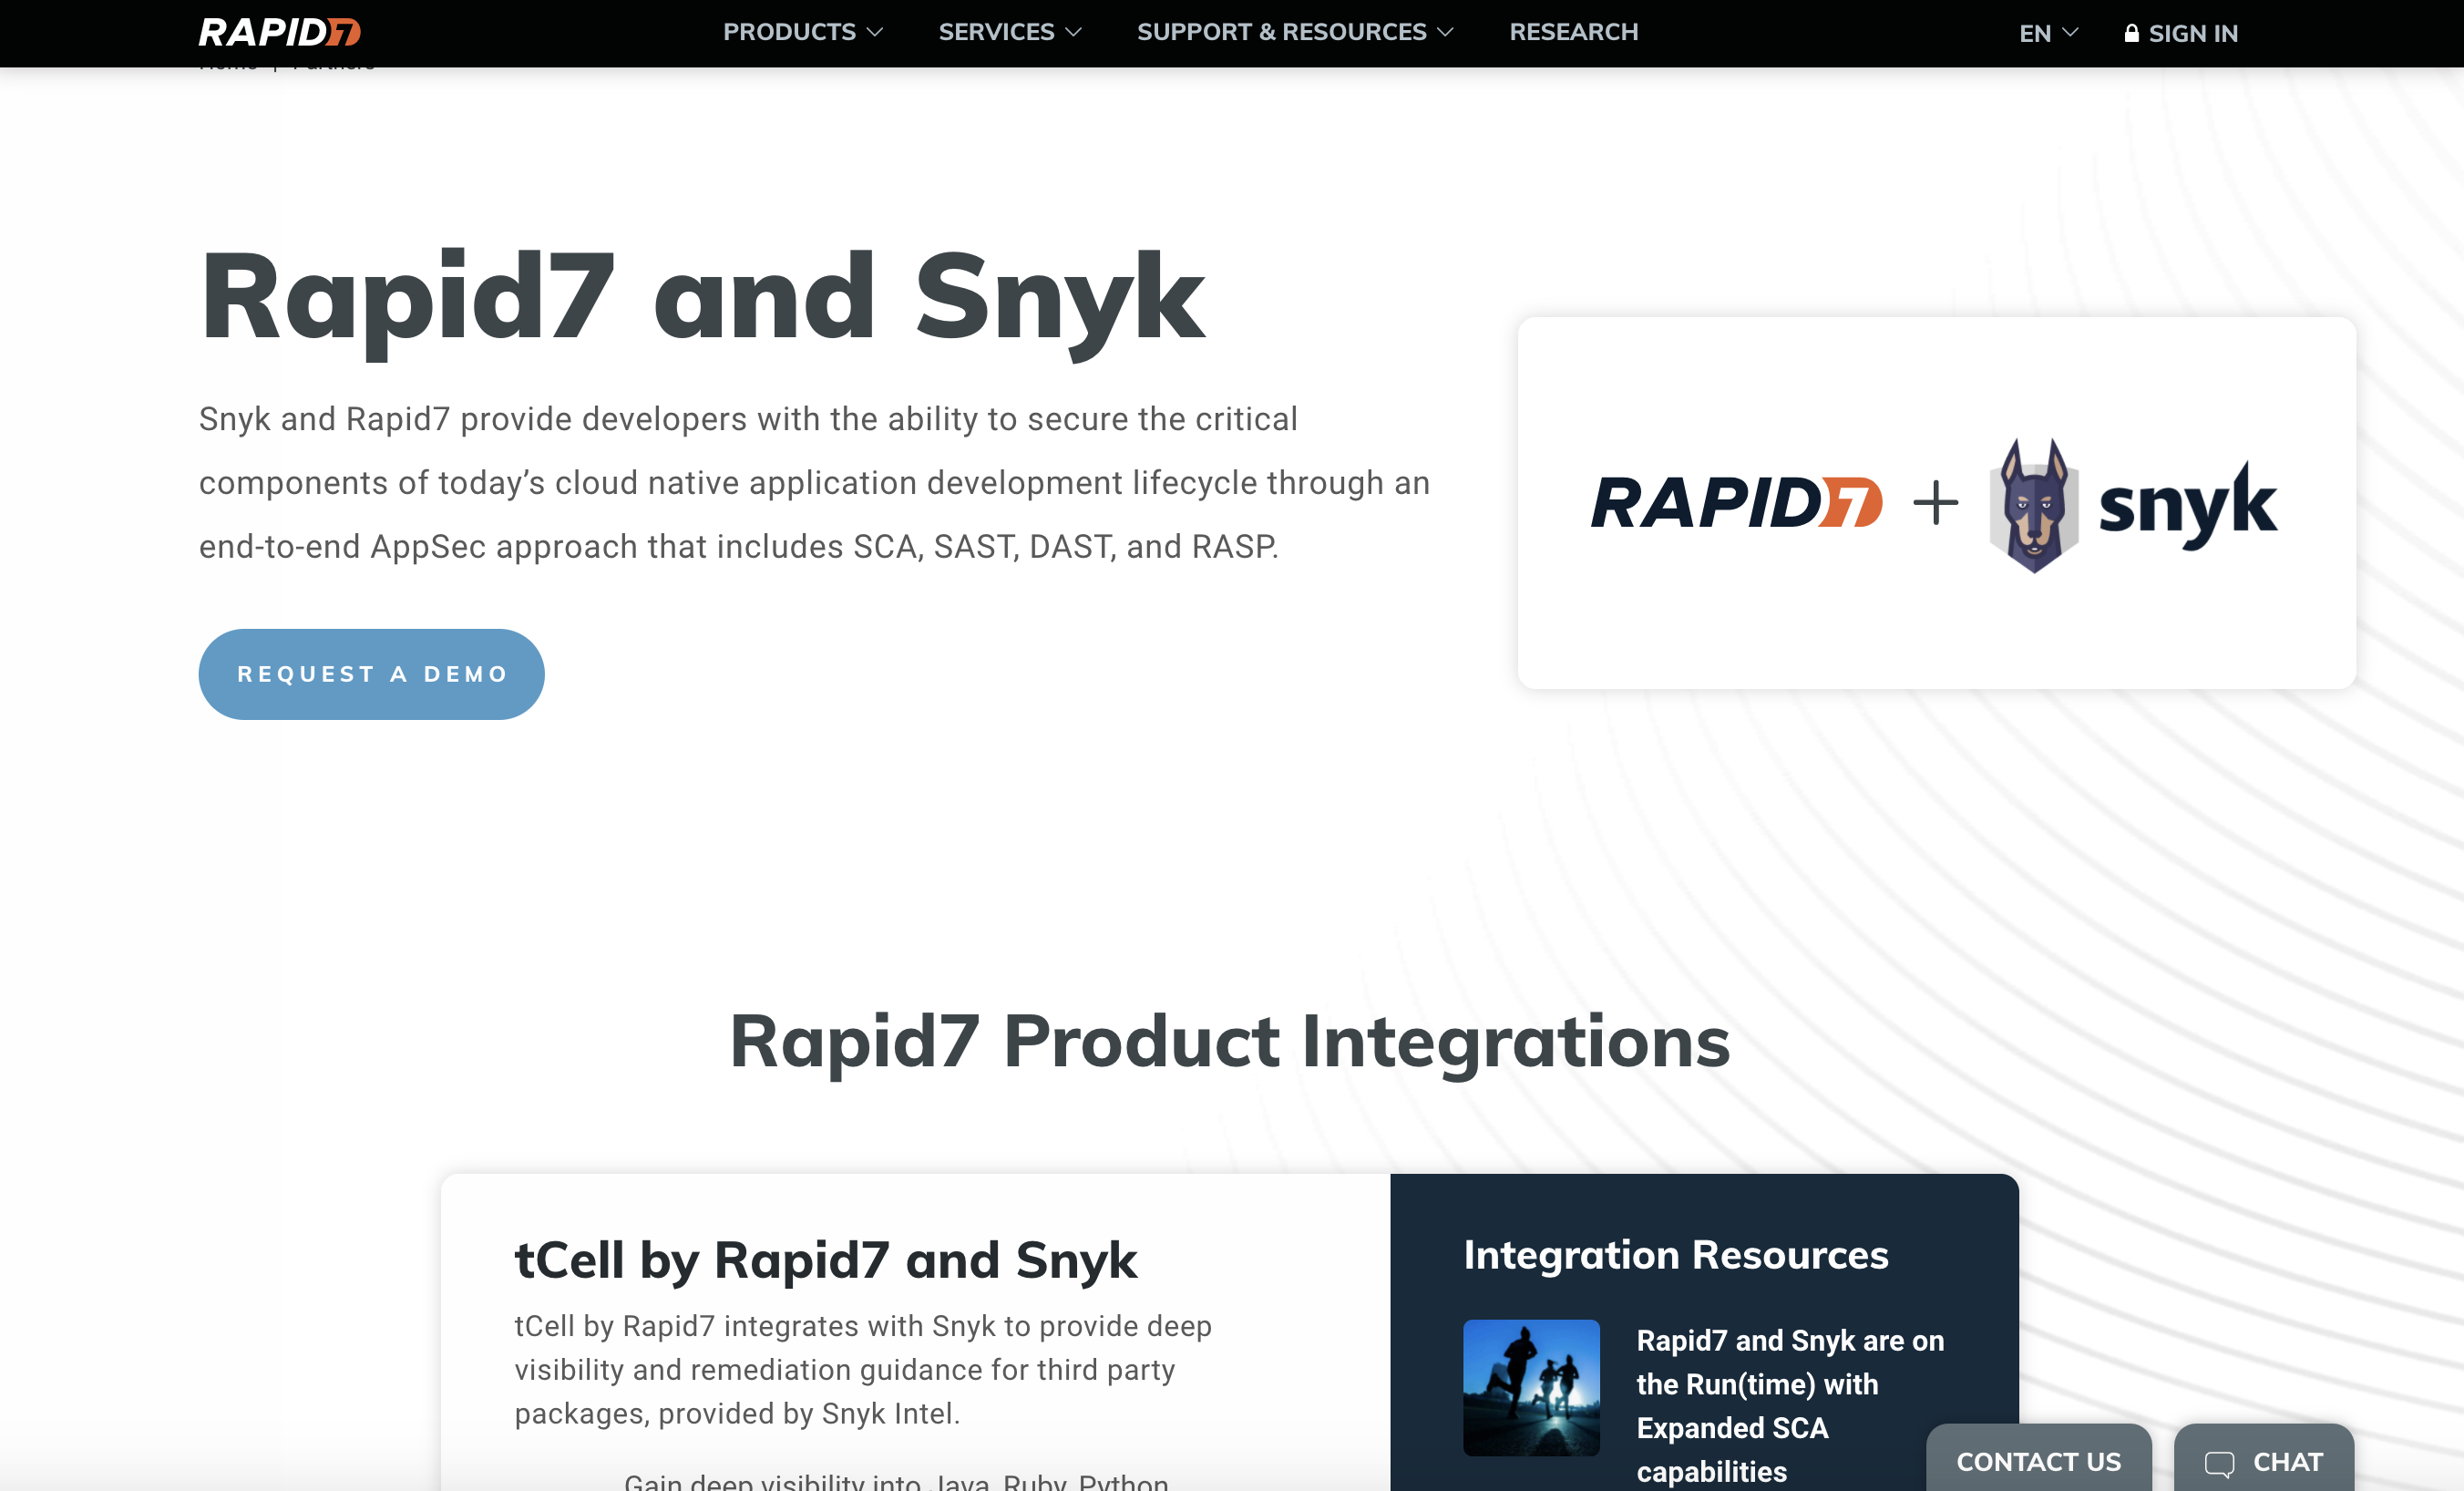 RAPID7
PRODUCTS
SERVICES
SUPPORT & RESOURCES
RESEARCH
EN
SIGN IN
Home | Partners
Rapid7 and Snyk
Snyk and Rapid7 provide developers with the ability to secure the critical
components of today’s cloud native application development lifecycle through an
end-to-end AppSec approach that includes SCA, SAST, DAST, and RASP.
REQUEST A DEMO
RAPID7 + snyk
Rapid7 Product Integrations
tCell by Rapid7 and Snyk
tCell by Rapid7 integrates with Snyk to provide deep
visibility and remediation guidance for third party
packages, provided by Snyk Intel.
Gain deep visibility into Java, Ruby, Python
Integration Resources
Rapid7 and Snyk are on
the Run(time) with
Expanded SCA
capabilities
CONTACT US
CHAT